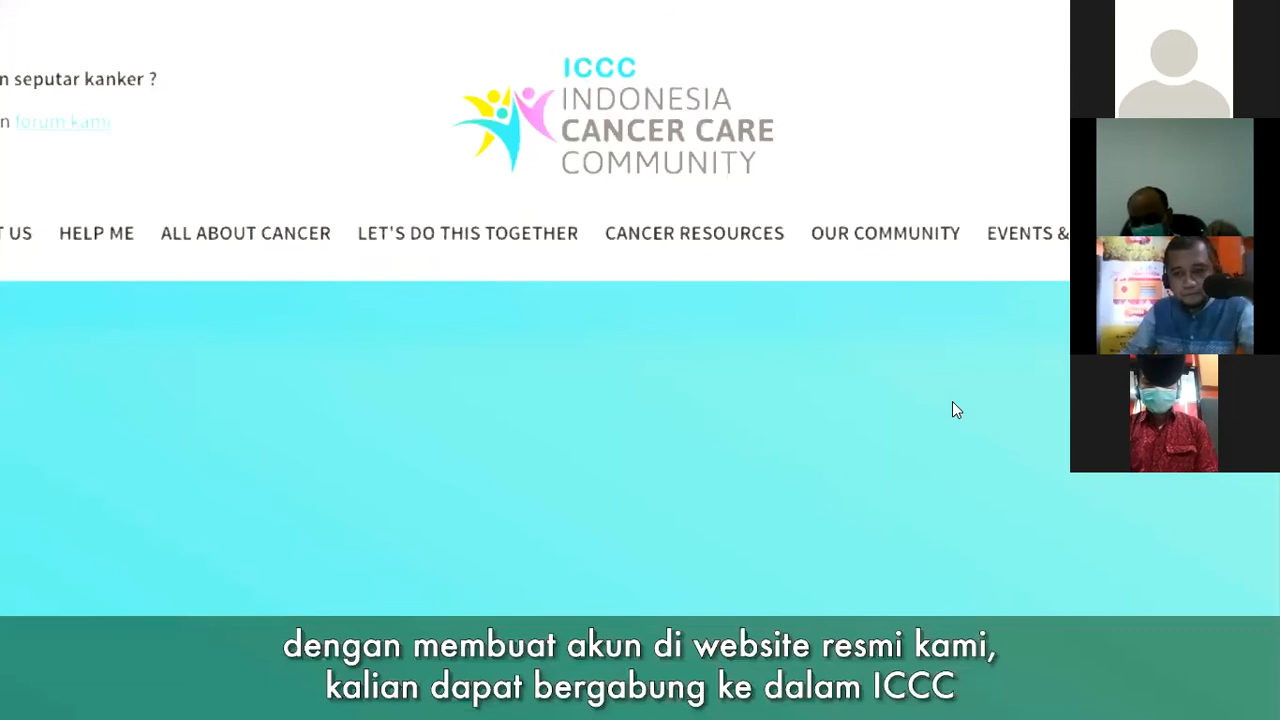 n seputar kanker ?
n forum kami
ICCC
INDONESIA
CANCER CARE
COMMUNITY
T US HELP ME ALL ABOUT CANCER LET'S DO THIS TOGETHER CANCER RESOURCES OUR COMMUNITY EVENTS &
dengan membuat akun di website resmi kami,
kalian dapat bergabung ke dalam ICCC